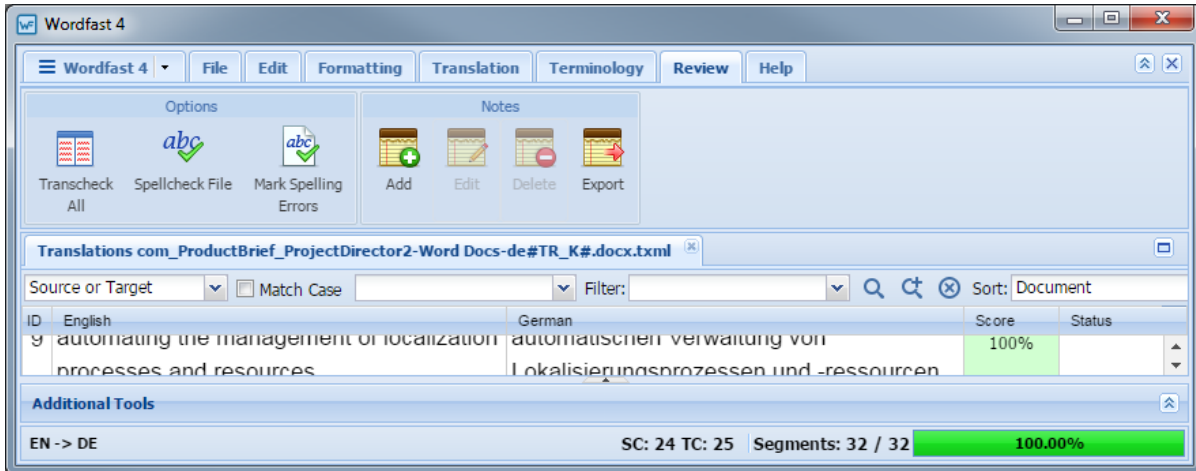 Wordfast 4
Wordfast 4 File Edit Formatting Translation Terminology Review Help
Options Notes
abc abc
Transcheck All Spellcheck File Mark Spelling Errors Add Edit Delete Export
Translations com_ProductBrief_ProjectDirector2-Word Docs-de#TR_K#.docx.txml
Source or Target Match Case Filter: Sort: Document
ID English German Score Status
9 automating the management of localization automatischen Verwaltung von 100%
processes and resources Lokalisierungsprozessen und -ressourcen
Additional Tools
EN -> DE SC: 24 TC: 25 Segments: 32 / 32 100.00%